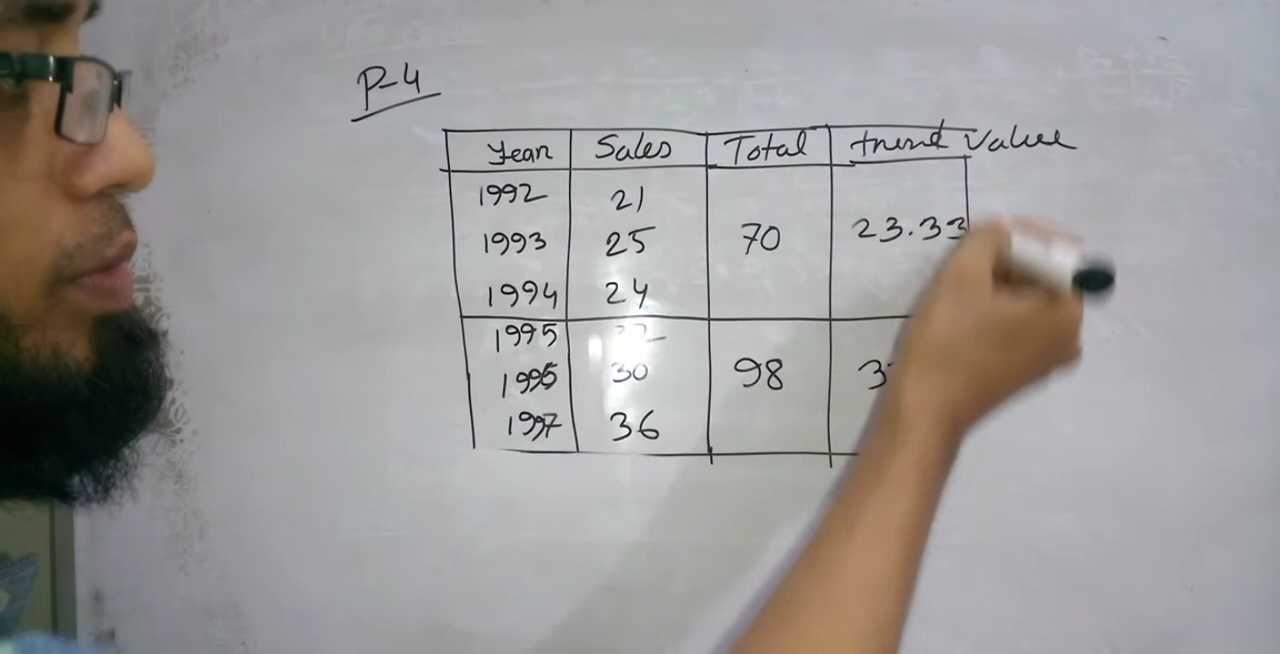 P-4
Year Sales Total trend Value
1992 21
1993 25 70 23.33
1994 24
1995 32
1996 30 98
1997 36